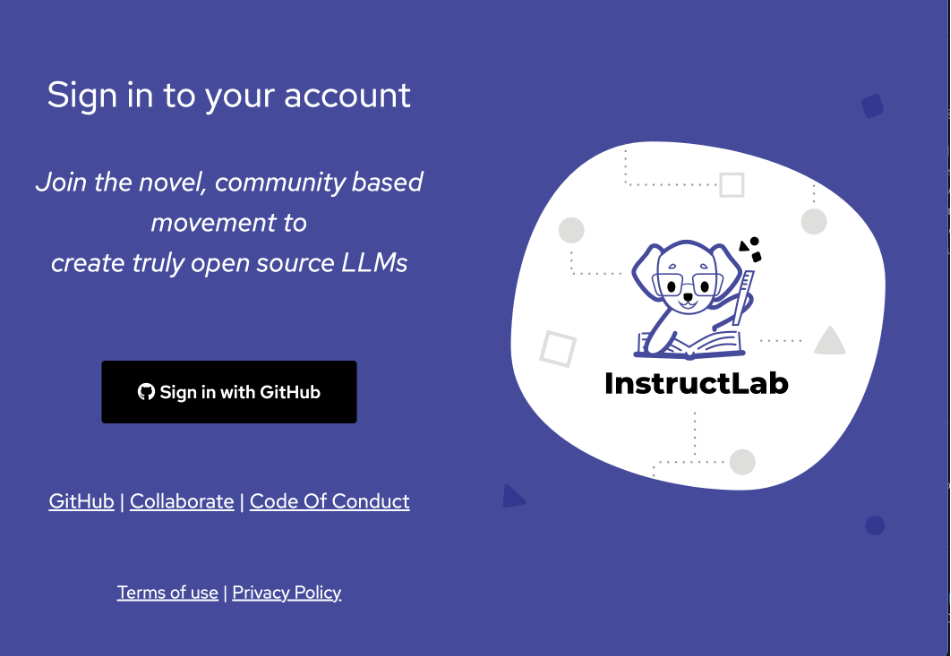 Sign in to your account
Join the novel, community based
movement to
create truly open source LLMs
Sign in with GitHub
GitHub | Collaborate | Code Of Conduct
Terms of use | Privacy Policy
InstructLab